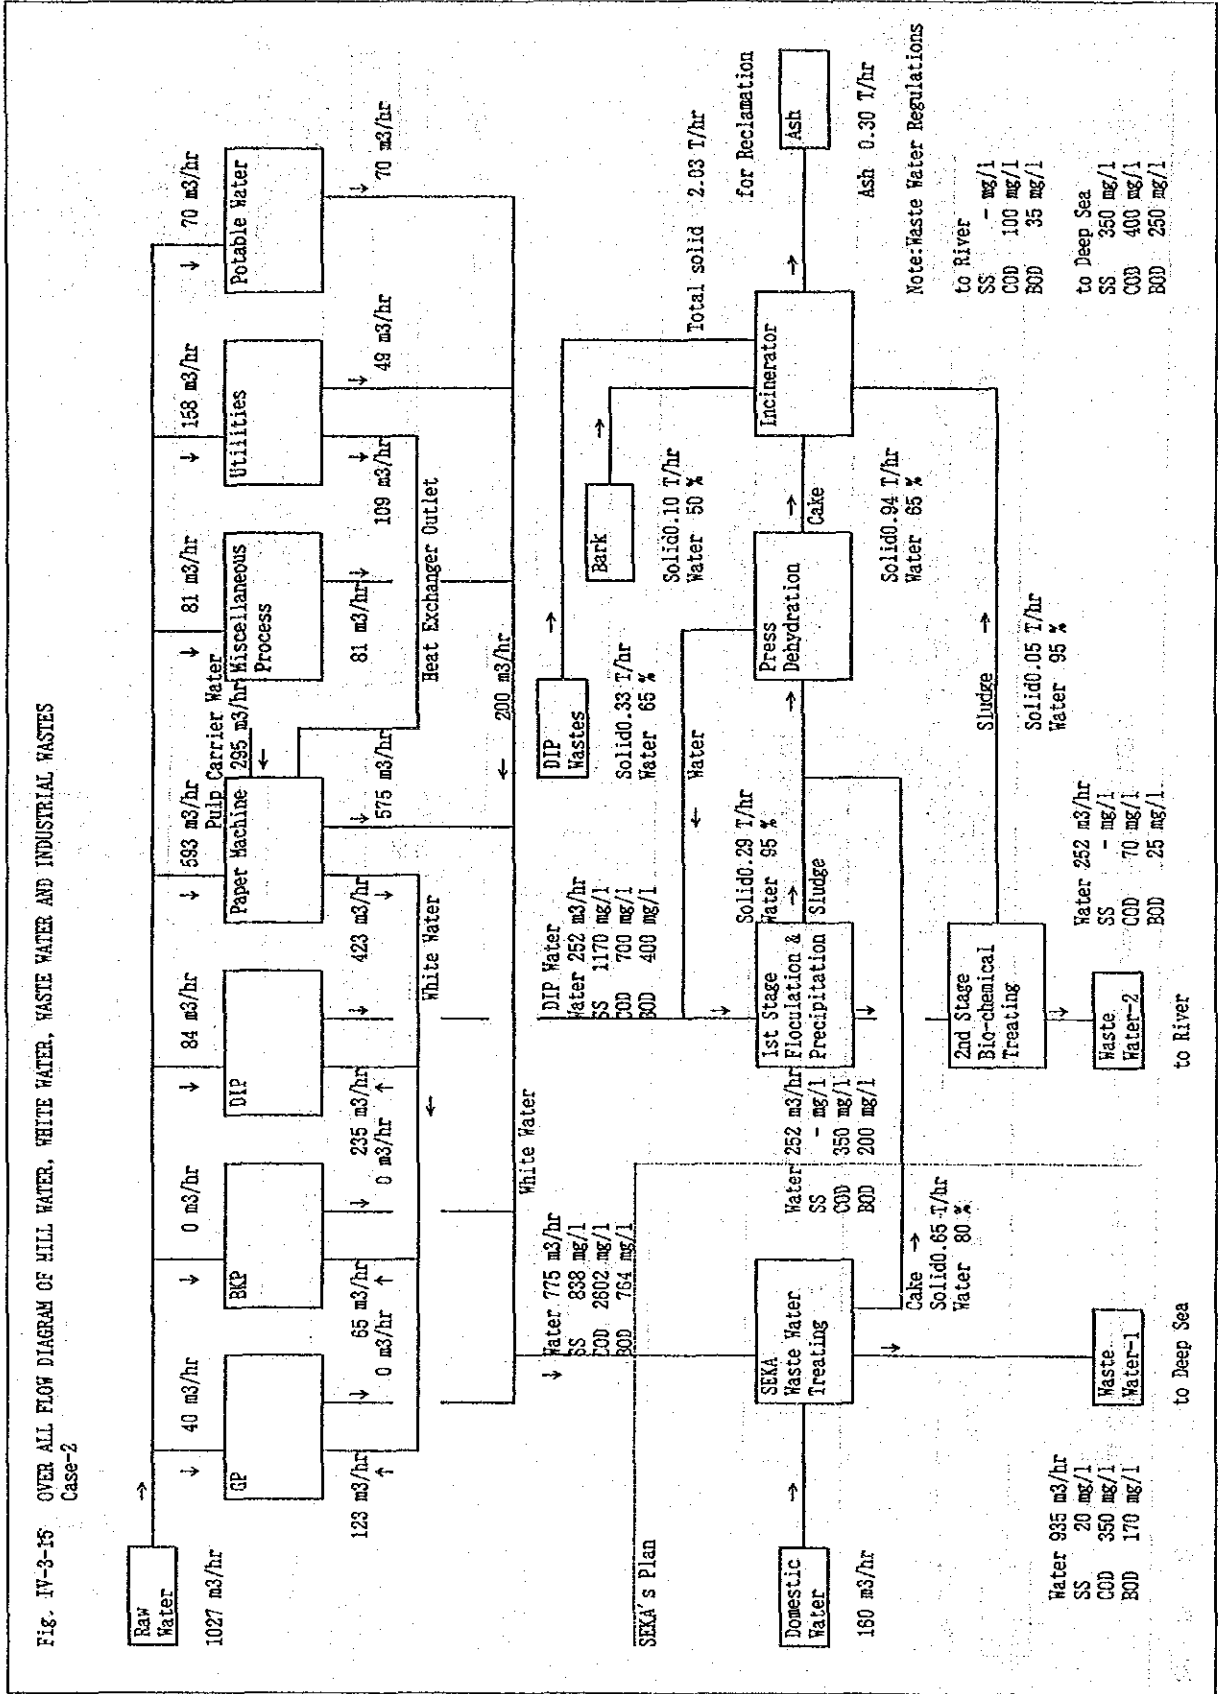 Fig. IV-3-15 OVER ALL FLOW DIAGRAM OF MILL WATER, WHITE WATER, WASTE WATER AND INDUSTRIAL WASTES
Case-2
Raw
Water
1027 m3/hr
→
↓ 40 m3/hr
↓ 0 m3/hr
↓ 84 m3/hr
↓ 593 m3/hr
↓ 81 m3/hr
↓ 158 m3/hr
↓ 70 m3/hr
Pulp Carrier Water
295 m3/hr
←
GP
BKP
DIP
Paper Machine
Miscellaneous
Process
Utilities
Potable Water
123 m3/hr
↑
↓
0 m3/hr
65 m3/hr
↑
↓
0 m3/hr
235 m3/hr
↑
↓
423 m3/hr
↓
↓
575 m3/hr
81 m3/hr
↓
109 m3/hr
↓
↓
49 m3/hr
↓
70 m3/hr
←
White Water
Heat Exchanger Outlet
White Water
←
200 m3/hr
↓
Water 775 m3/hr
SS 838 mg/l
COD 2602 mg/l
BOD 764 mg/l
DIP Water
Water 252 m3/hr
SS 1170 mg/l
COD 700 mg/l
BOD 400 mg/l
DIP
Wastes
Solid0.33 T/hr
Water 65 %
Bark
→
Solid0.10 T/hr
Water 50 %
→
Total solid 2.03 T/hr
for Reclamation
←
Water
SEKA's Plan
Domestic
Water
160 m3/hr
→
SEKA
Waste Water
Treating
Water 252 m3/hr
SS - mg/l
COD 350 mg/l
BOD 200 mg/l
↓
1st Stage
Floculation &
Precipitation
↓
Solid0.29 T/hr
Water 95 %
→
Sludge
→
Press
Dehydration
→
Cake
Solid0.94 T/hr
Water 65 %
Incinerator
→
Ash
Ash 0.30 T/hr
Cake →
Solid0.65 T/hr
Water 80 %
↓
Waste
Water-1
to Deep Sea
Water 935 m3/hr
SS 20 mg/l
COD 350 mg/l
BOD 170 mg/l
2nd Stage
Bio-chemical
Treating
↓
Waste
Water-2
to River
Water 252 m3/hr
SS - mg/l
COD 70 mg/l
BOD 25 mg/l
Sludge
→
Solid0.05 T/hr
Water 95 %
Note:Waste Water Regulations
to River
SS - mg/l
COD 100 mg/l
BOD 35 mg/l
to Deep Sea
SS 350 mg/l
COD 400 mg/l
BOD 250 mg/l